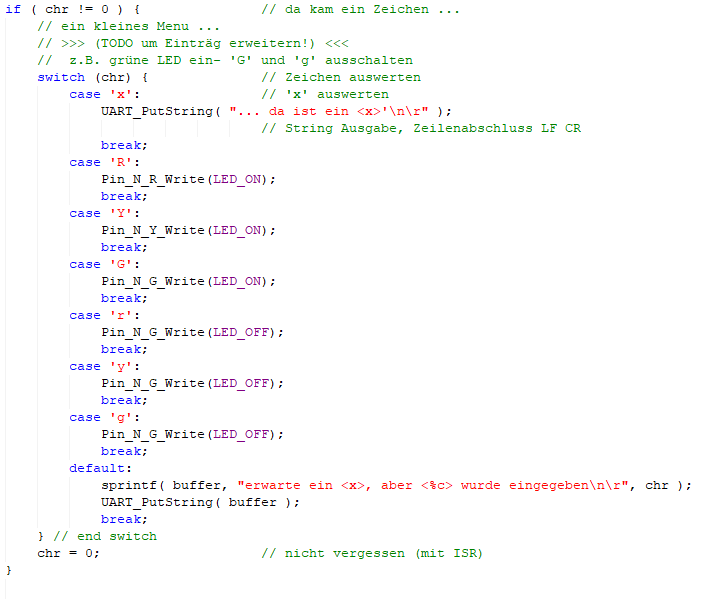 if ( chr != 0 ) {               // da kam ein Zeichen ...
    // ein kleines Menu ...
    // >>> (TODO um Einträg erweitern!) <<<
    //  z.B. grüne LED ein- 'G' und 'g' ausschalten
    switch (chr) {              // Zeichen auswerten
        case 'x':               // 'x' auswerten
            UART_PutString( "... da ist ein <x>'\n\r" );
                                // String Ausgabe, Zeilenabschluss LF CR
            break;
        case 'R':
            Pin_N_R_Write(LED_ON);
            break;
        case 'Y':
            Pin_N_Y_Write(LED_ON);
            break;
        case 'G':
            Pin_N_G_Write(LED_ON);
            break;
        case 'r':
            Pin_N_G_Write(LED_OFF);
            break;
        case 'y':
            Pin_N_G_Write(LED_OFF);
            break;
        case 'g':
            Pin_N_G_Write(LED_OFF);
            break;
        default:
            sprintf( buffer, "erwarte ein <x>, aber <%c> wurde eingegeben\n\r", chr );
            UART_PutString( buffer );
            break;
    } // end switch
    chr = 0;                    // nicht vergessen (mit ISR)
}